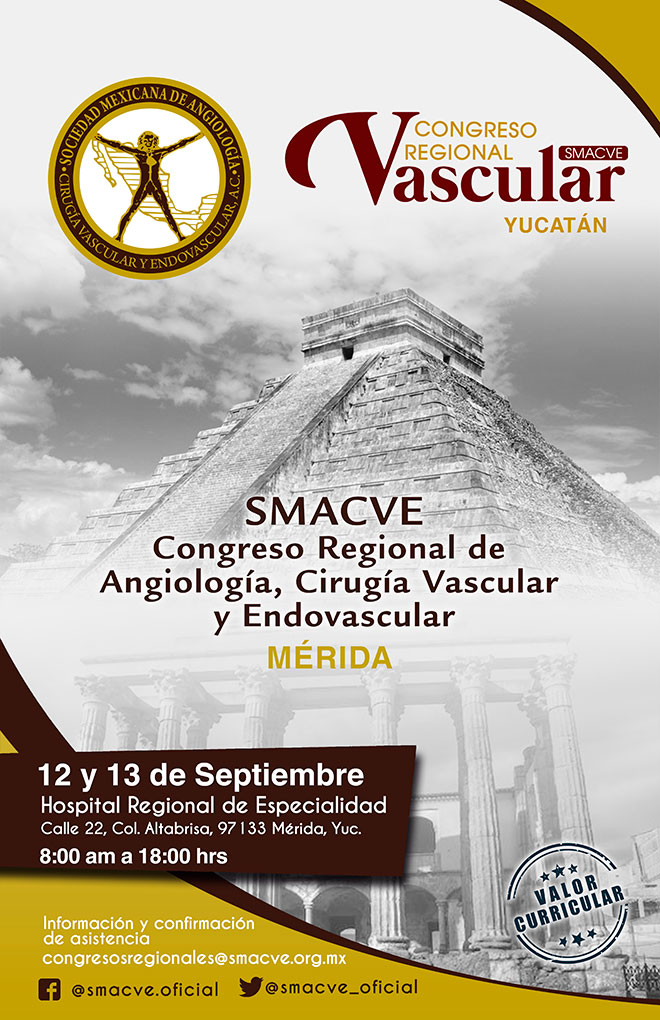 SOCIEDAD MEXICANA DE ANGIOLOGÍA,
CIRUGÍA VASCULAR Y ENDOVASCULAR, A.C.
CONGRESO
REGIONAL
SMACVE
Vascular
YUCATÁN
SMACVE
Congreso Regional de
Angiología, Cirugía Vascular
y Endovascular
MÉRIDA
12 y 13 de Septiembre
Hospital Regional de Especialidad
Calle 22, Col. Altabrisa, 97133 Mérida, Yuc.
8:00 am a 18:00 hrs
VALOR
CURRICULAR
Información y confirmación
de asistencia
congresosregionales@smacve.org.mx
@smacve.oficial @smacve_oficial